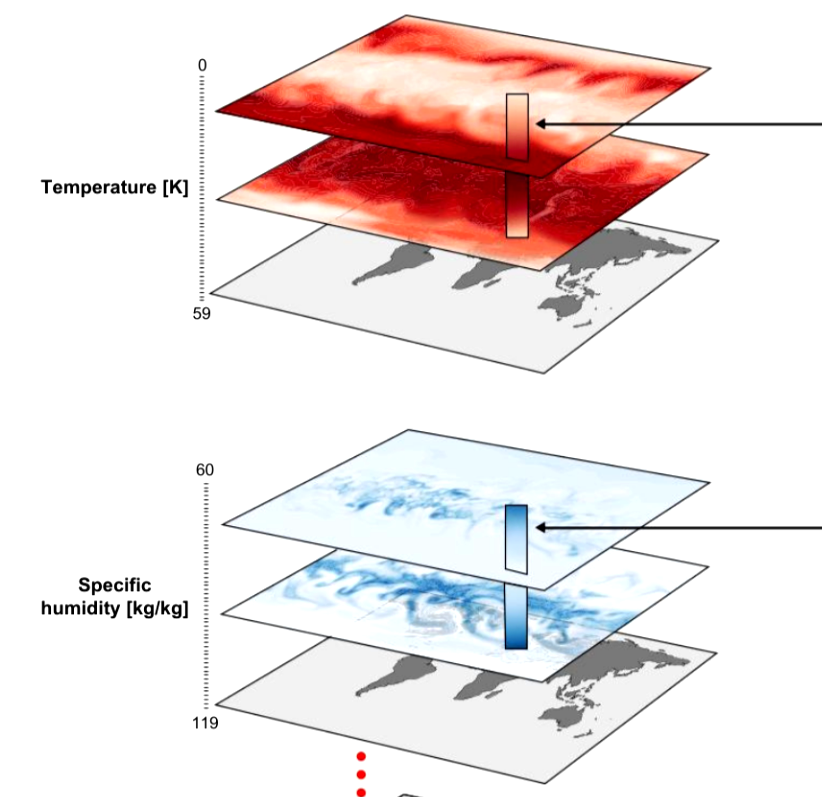 0
Temperature [K]
59
60
Specific
humidity [kg/kg]
119